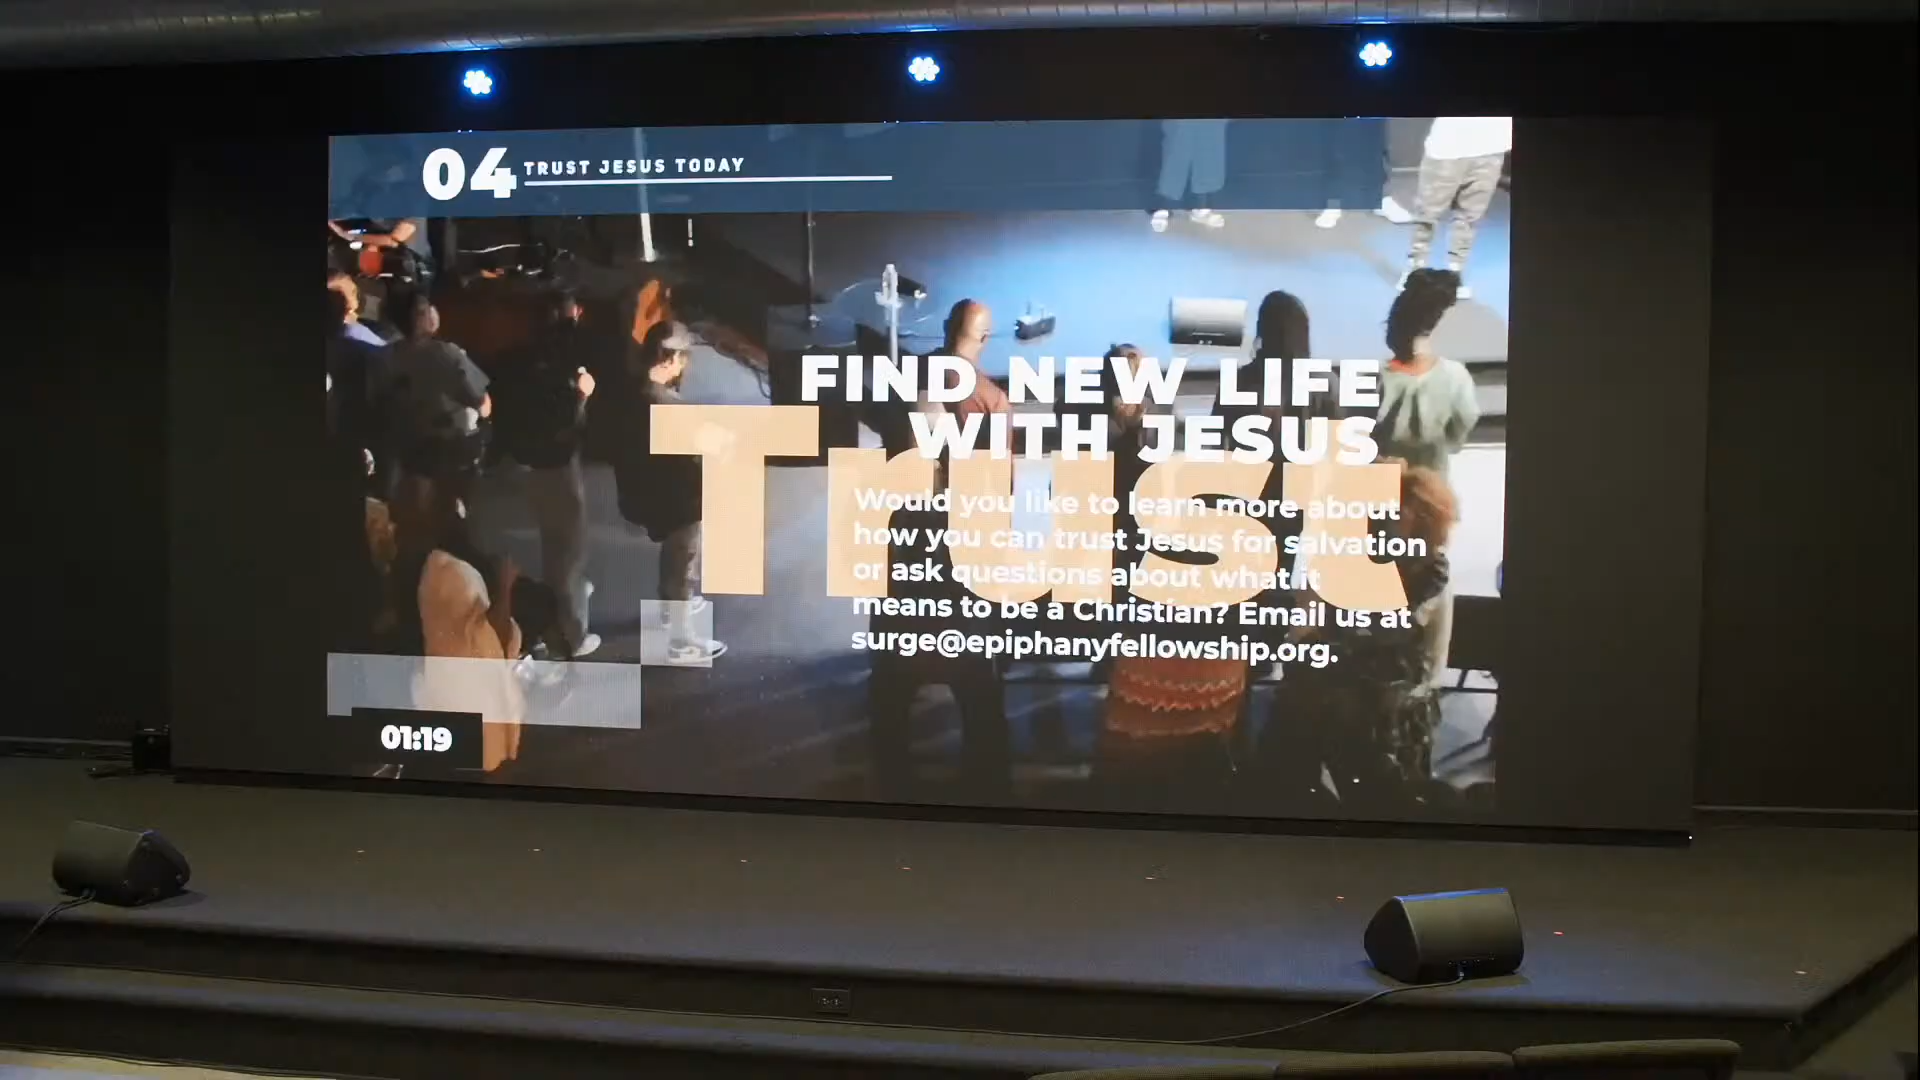 04 TRUST JESUS TODAY
FIND NEW LIFE
WITH JESUS
Trust
Would you like to learn more about
how you can trust Jesus for salvation
or ask questions about what it
means to be a Christian? Email us at
surge@epiphanyfellowship.org.
01:19